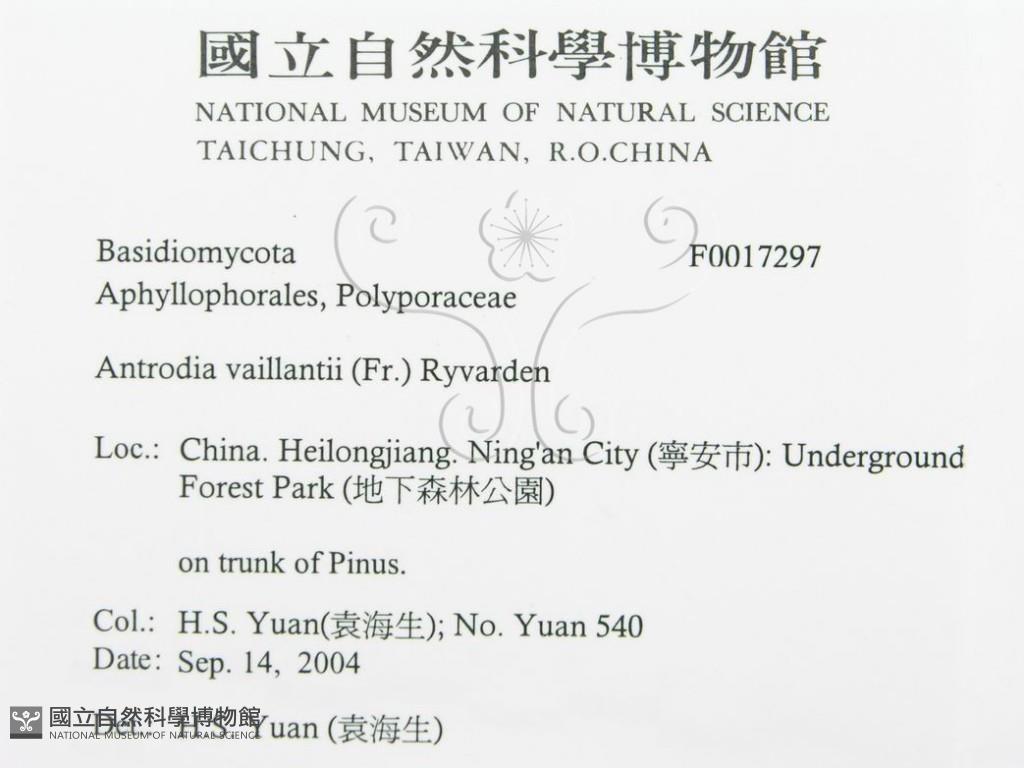 國立自然科學博物館
NATIONAL MUSEUM OF NATURAL SCIENCE
TAICHUNG, TAIWAN, R.O.CHINA
Basidiomycota F0017297
Aphyllophorales, Polyporaceae
Antrodia vaillantii (Fr.) Ryvarden
Loc.: China. Heilongjiang. Ning'an City (寧安市): Underground
Forest Park (地下森林公園)
on trunk of Pinus.
Col.: H.S. Yuan(袁海生); No. Yuan 540
Date: Sep. 14, 2004
Det.: H.S. Yuan (袁海生)
國立自然科學博物館
NATIONAL MUSEUM OF NATURAL SCIENCE